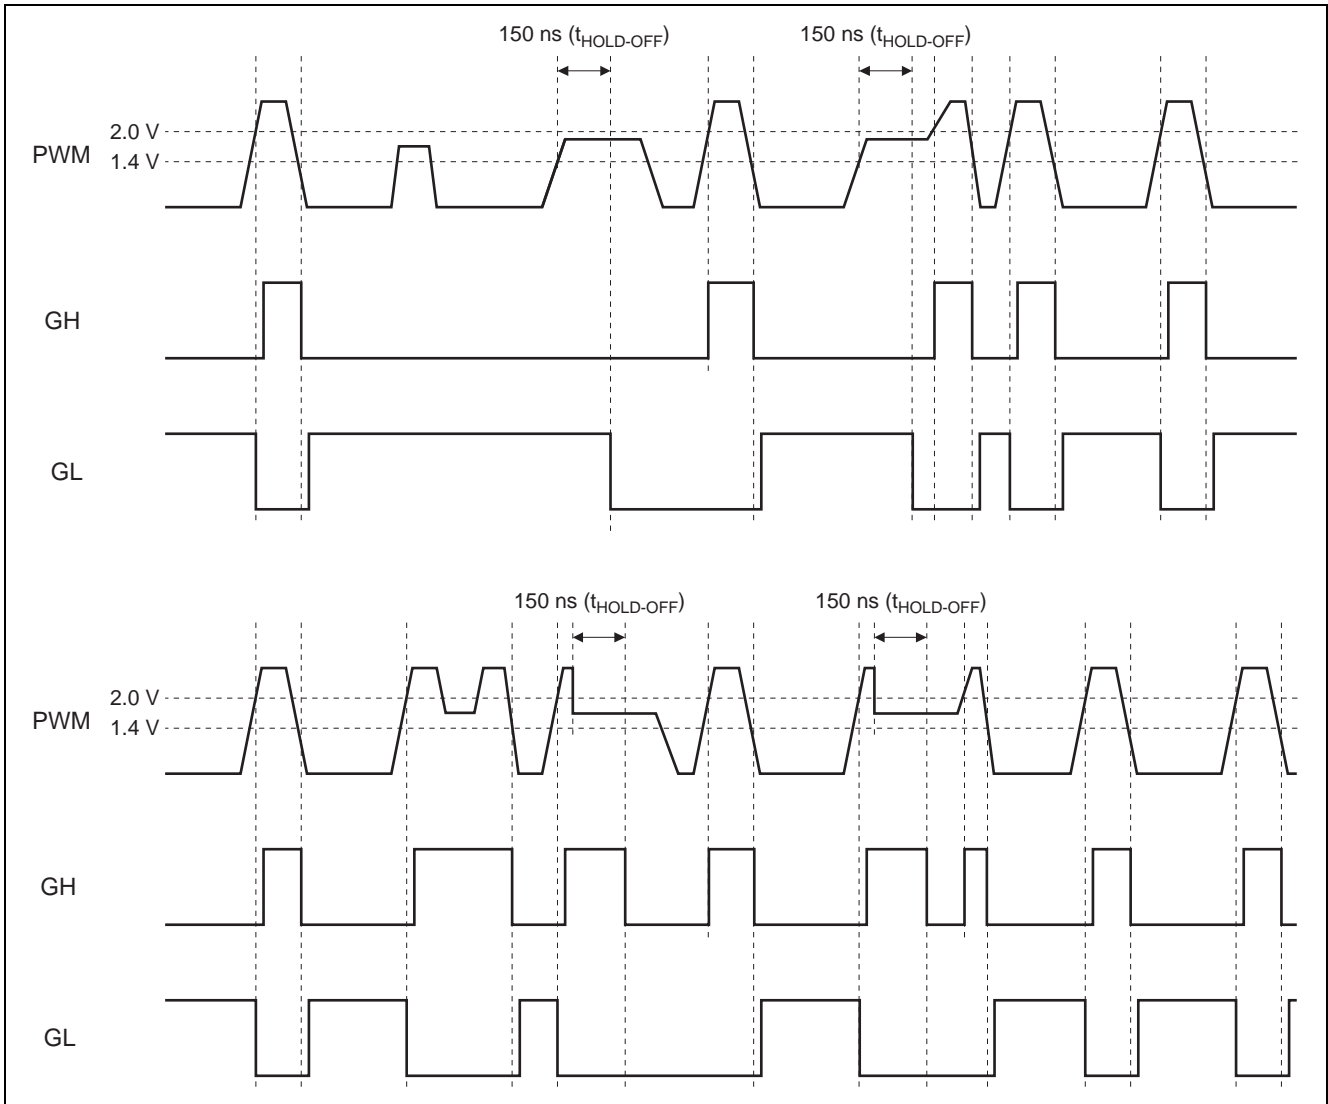 150 ns (tHOLD-OFF) 150 ns (tHOLD-OFF)
2.0 V
PWM
1.4 V
GH
GL
150 ns (tHOLD-OFF) 150 ns (tHOLD-OFF)
2.0 V
PWM
1.4 V
GH
GL